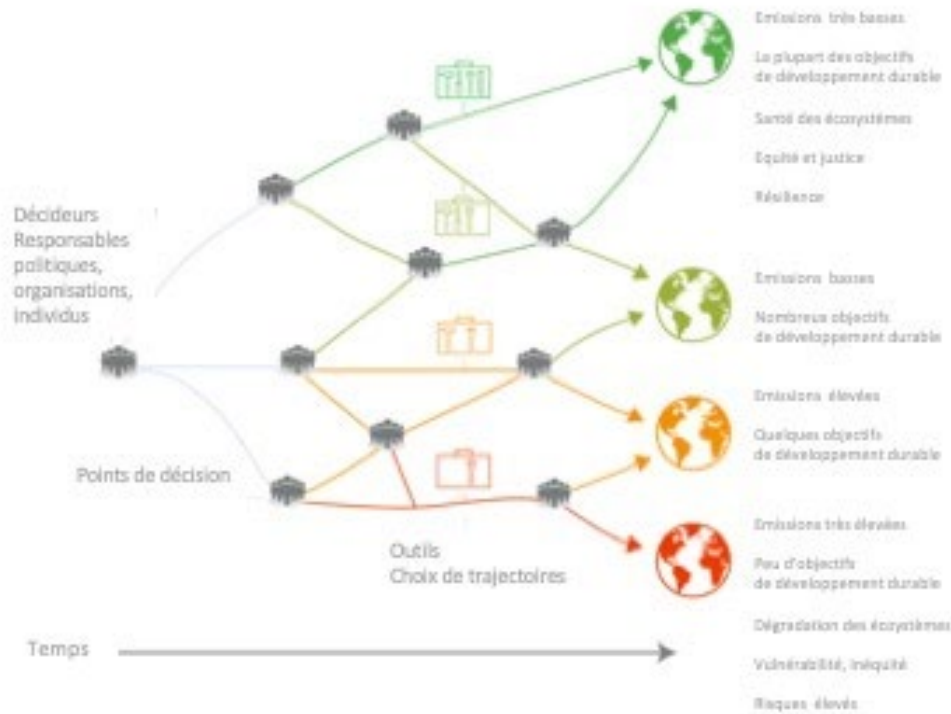 Emissions très basses
La plupart des objectifs
de développement durable
Santé des écosystèmes
Equité et justice
Résilience
Décideurs
Responsables
politiques,
organisations,
individus
Emissions basses
Nombreux objectifs
de développement durable
Emissions élevées
Quelques objectifs
de développement durable
Points de décision
Emissions très élevées
Peu d'objectifs
de développement durable
Outils
Choix de trajectoires
Dégradation des écosystèmes
Vulnérabilité, inéquité
Risques élevés
Temps